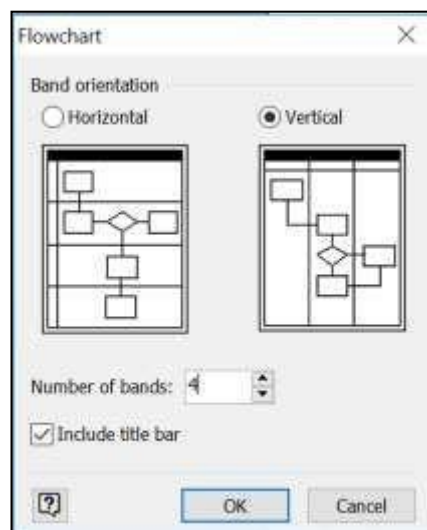 Flowchart
Band orientation
Horizontal Vertical
Number of bands: 4
Include title bar
OK Cancel